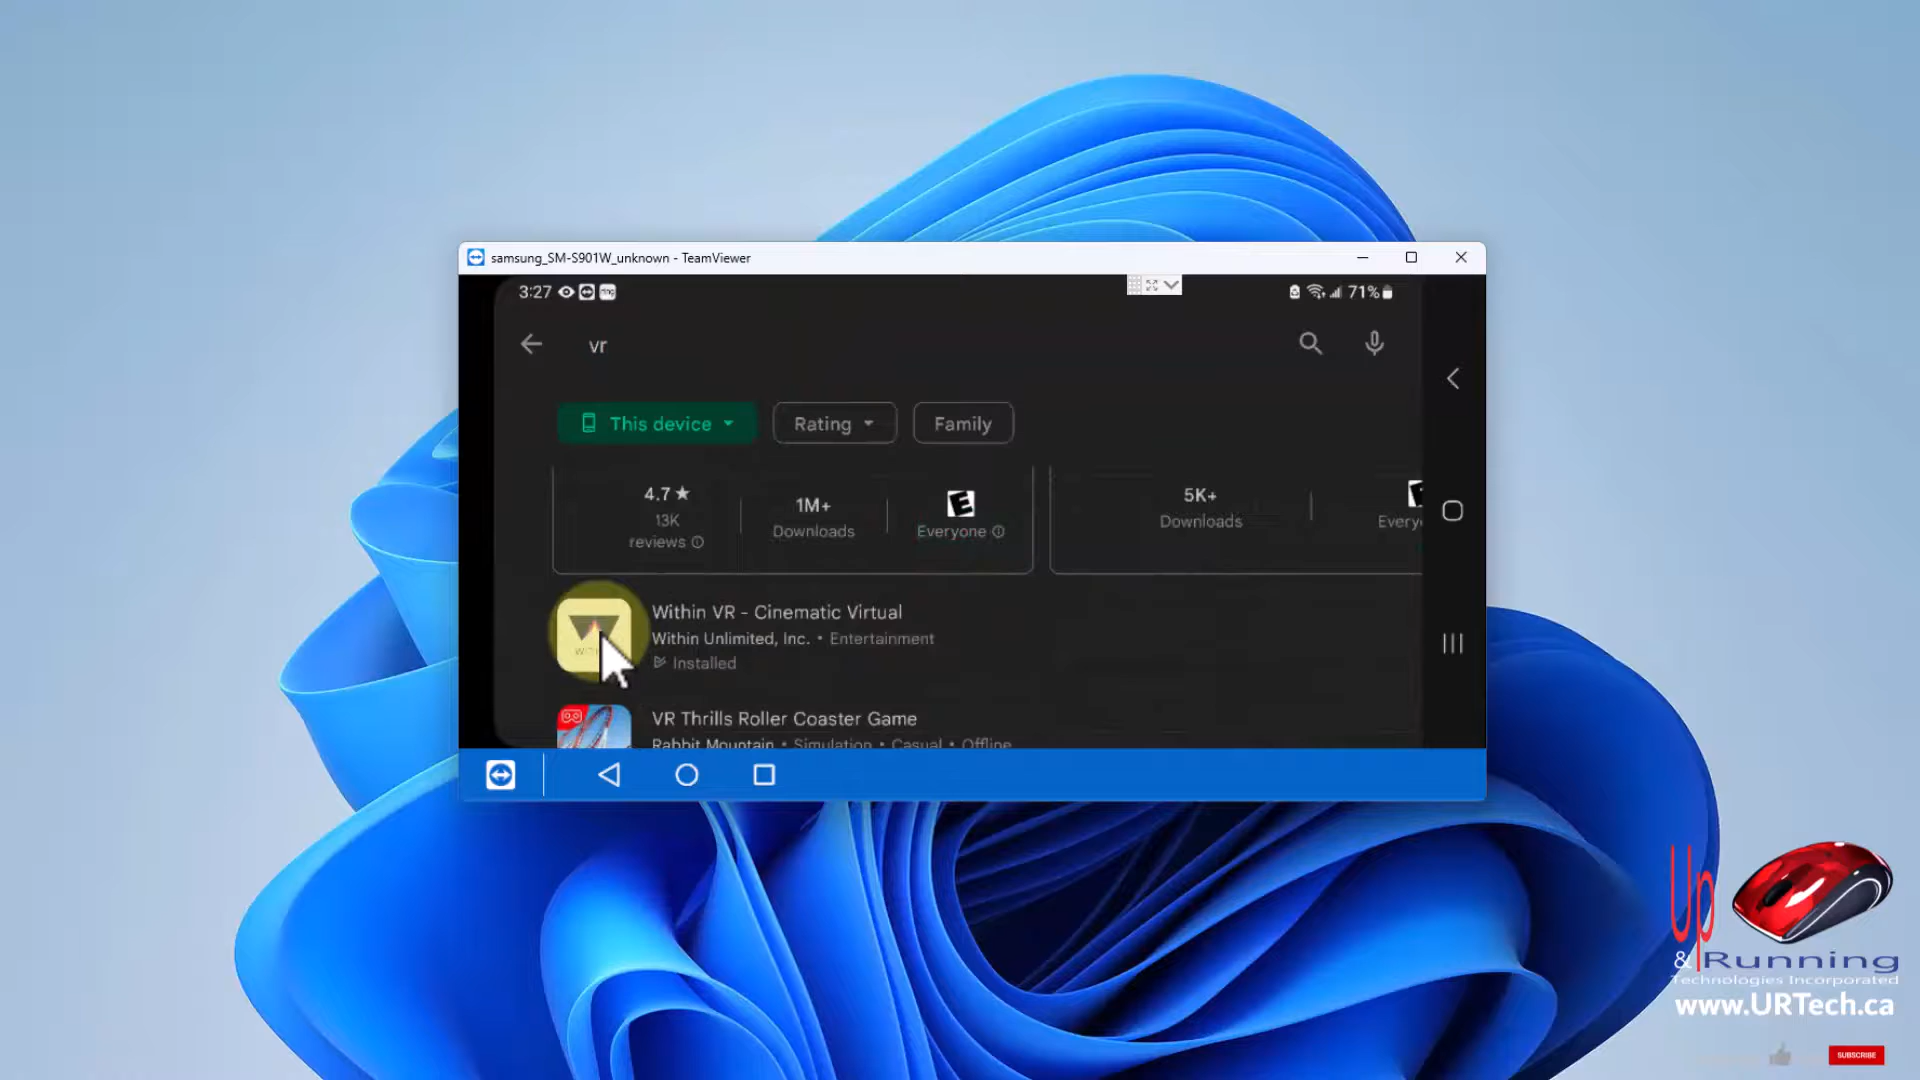 samsung_SM-S901W_unknown - TeamViewer
3:27
ring
71%
vr
This device
Rating
Family
4.7★
13K
reviews
1M+
Downloads
E
Everyone
5K+
Downloads
Within VR - Cinematic Virtual
Within Unlimited, Inc. • Entertainment
Installed
VR Thrills Roller Coaster Game
Rabbit Mountain • Simulation • Casual • Offline
Up
& Running
Technologies Incorporated
www.URTech.ca
SUBSCRIBE